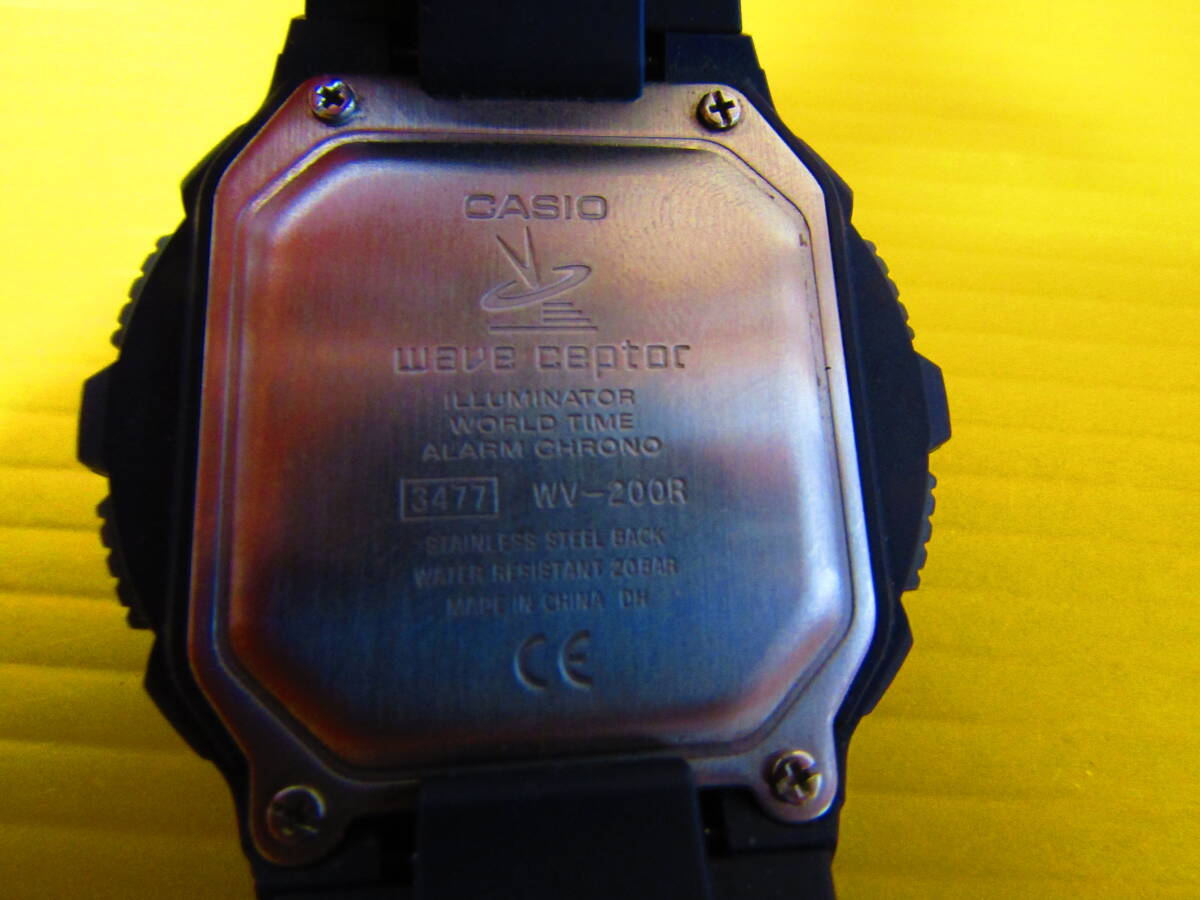 CASIO
wave ceptor
ILLUMINATOR
WORLD TIME
ALARM CHRONO
3477 WV-200R
STAINLESS STEEL BACK
WATER RESISTANT 20BAR
MADE IN CHINA DH
CE